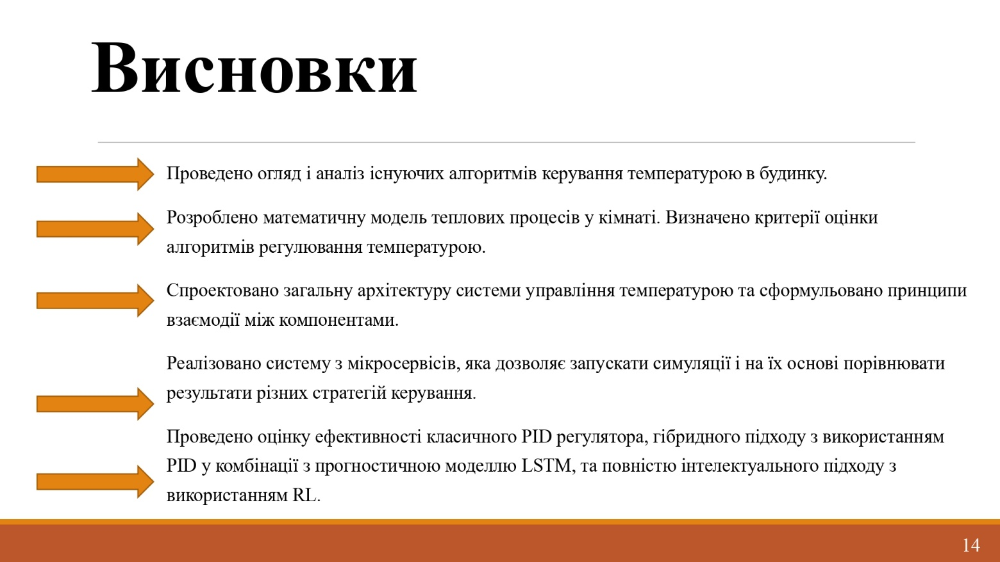 Висновки
Проведено огляд і аналіз існуючих алгоритмів керування температурою в будинку.
Розроблено математичну модель теплових процесів у кімнаті. Визначено критерії оцінки
алгоритмів регулювання температурою.
Спроектовано загальну архітектуру системи управління температурою та сформульовано принципи
взаємодії між компонентами.
Реалізовано систему з мікросервісів, яка дозволяє запускати симуляції і на їх основі порівнювати
результати різних стратегій керування.
Проведено оцінку ефективності класичного PID регулятора, гібридного підходу з використанням
PID у комбінації з прогностичною моделлю LSTM, та повністю інтелектуального підходу з
використанням RL.
14